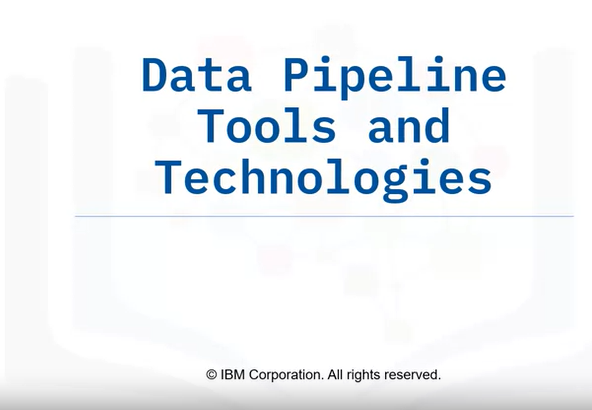 Data Pipeline
Tools and
Technologies
© IBM Corporation. All rights reserved.